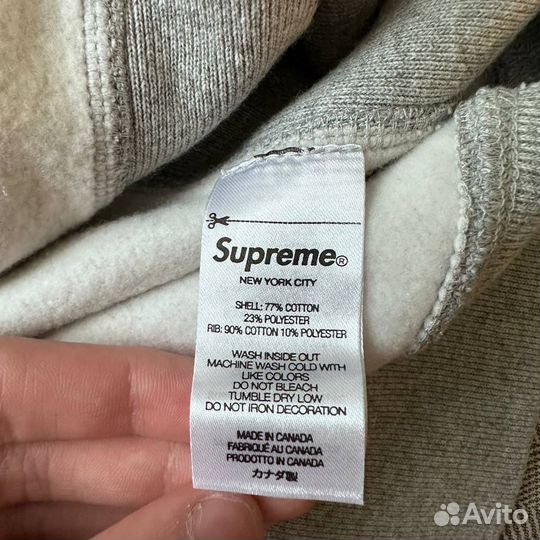 Supreme®
NEW YORK CITY
SHELL: 77% COTTON
23% POLYESTER
RIB: 90% COTTON 10% POLYESTER
WASH INSIDE OUT
MACHINE WASH COLD WITH
LIKE COLORS
DO NOT BLEACH
TUMBLE DRY LOW
DO NOT IRON DECORATION
MADE IN CANADA
FABRIQUÉ AU CANADA
PRODOTTO IN CANADA
カナダ製
Avito